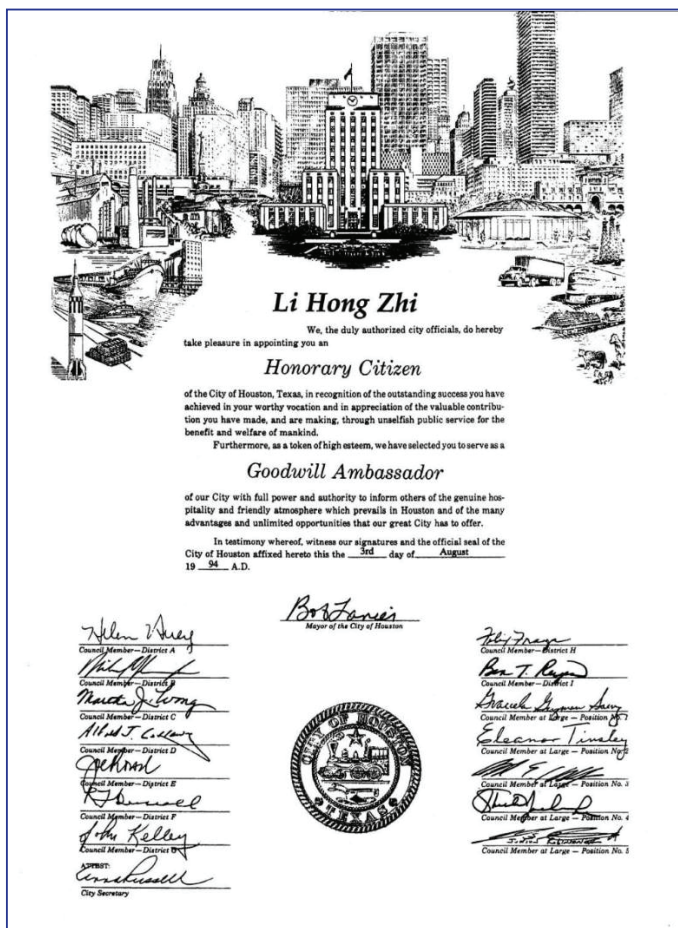 Li Hong Zhi
We, the duly authorized city officials, do hereby
take pleasure in appointing you an
Honorary Citizen
of the City of Houston, Texas, in recognition of the outstanding success you have
achieved in your worthy vocation and in appreciation of the valuable contribu-
tion you have made, and are making, through unselfish public service for the
benefit and welfare of mankind.
Furthermore, as a token of high esteem, we have selected you to serve as a
Goodwill Ambassador
of our City with full power and authority to inform others of the genuine hos-
pitality and friendly atmosphere which prevails in Houston and of the many
advantages and unlimited opportunities that our great City has to offer.
In testimony whereof, witness our signatures and the official seal of the
City of Houston affixed hereto this the 3rd day of August
19 94 A.D.
Bob Lanier
Mayor of the City of Houston
Helen Huey
Council Member—District A
Council Member—District B
Martha J. Wong
Council Member—District C
Council Member—District D
Council Member—District E
Council Member—District F
John Kelley
Council Member—District G
ATTEST:
Anna Russell
City Secretary
CITY OF HOUSTON
TEXAS
Council Member—District H
Ben T. Reyes
Council Member—District I
Council Member at Large — Position No. 1
Eleanor Tinsley
Council Member at Large — Position No. 2
Council Member at Large — Position No. 3
Council Member at Large — Position No. 4
Council Member at Large — Position No. 5